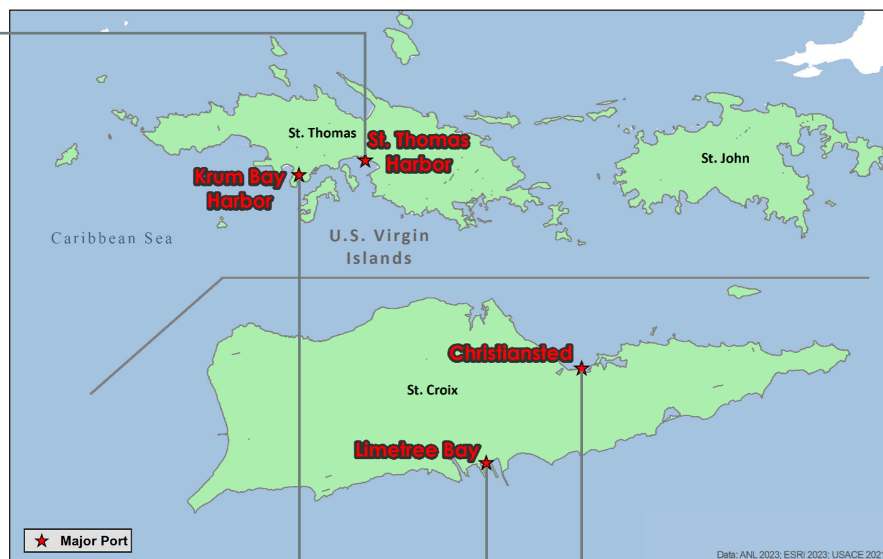 St. Thomas
St. Thomas
Harbor
St. John
Krum Bay
Harbor
Caribbean Sea
U.S. Virgin
Islands
Christiansted
St. Croix
Limetree Bay
Major Port
Data: ANL 2023; ESRI 2023; USACE 202